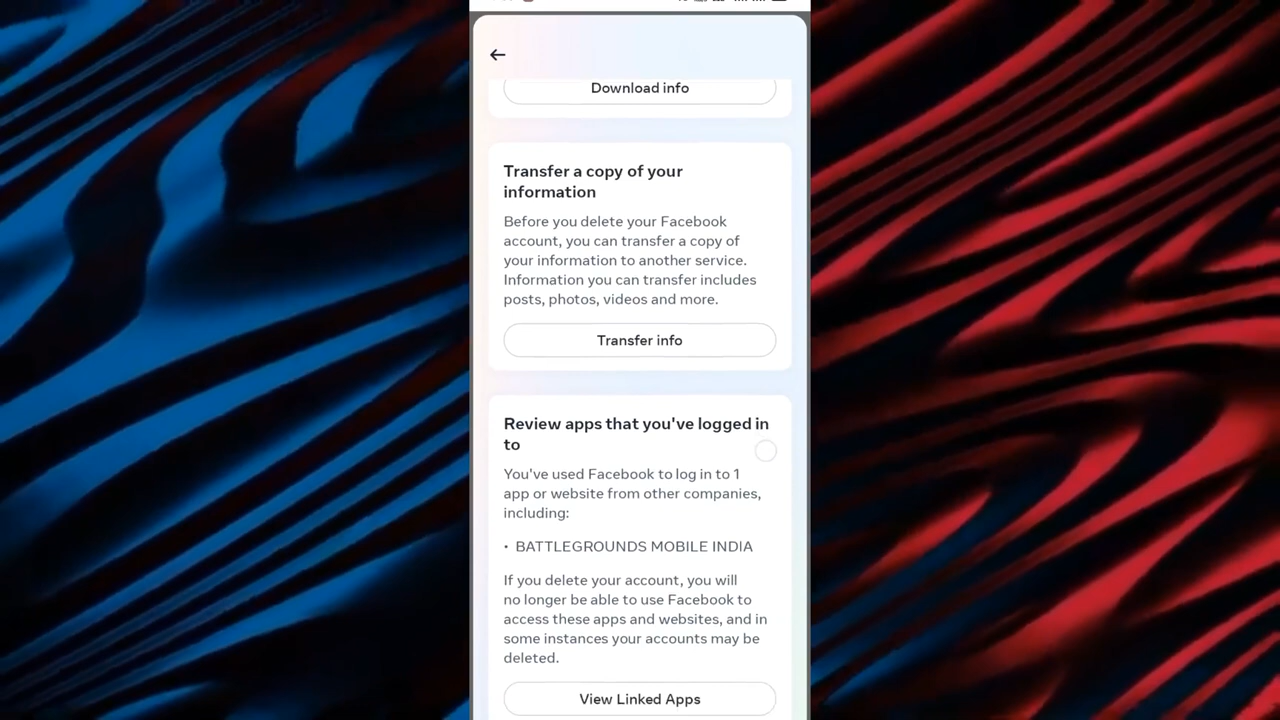 Download info
Transfer a copy of your
information
Before you delete your Facebook
account, you can transfer a copy of
your information to another service.
Information you can transfer includes
posts, photos, videos and more.
Transfer info
Review apps that you've logged in
to
You've used Facebook to log in to 1
app or website from other companies,
including:
• BATTLEGROUNDS MOBILE INDIA
If you delete your account, you will
no longer be able to use Facebook to
access these apps and websites, and in
some instances your accounts may be
deleted.
View Linked Apps